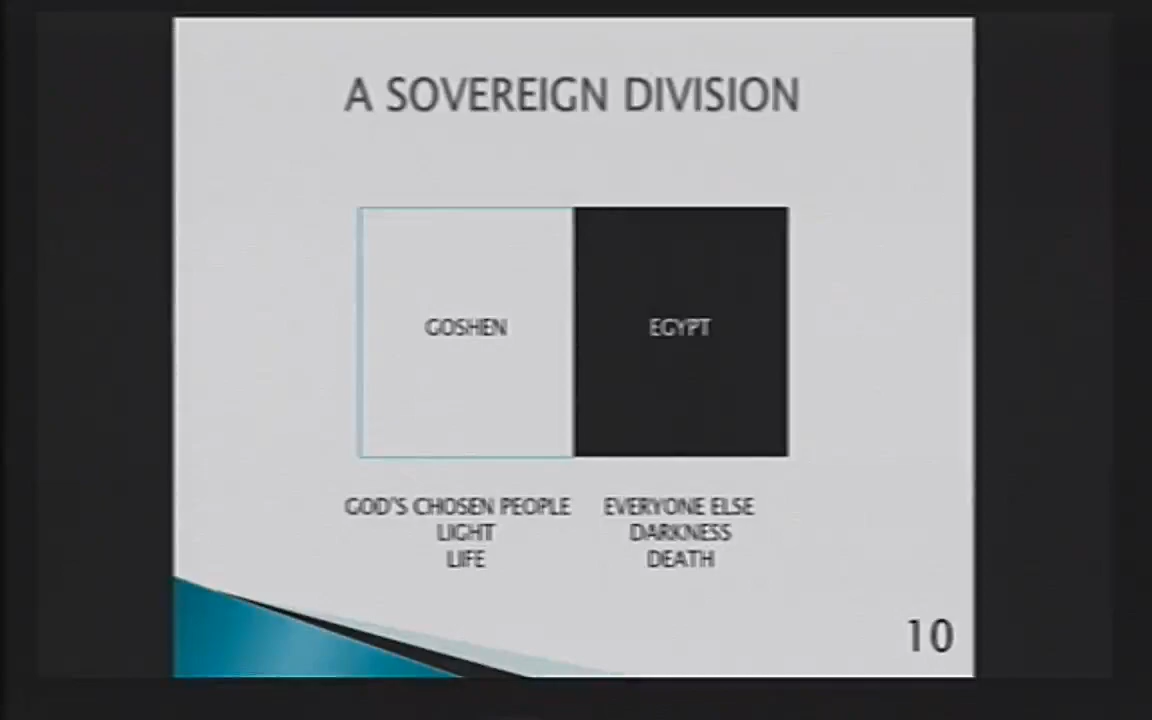 A SOVEREIGN DIVISION
GOSHEN
EGYPT
GOD'S CHOSEN PEOPLE
LIGHT
LIFE
EVERYONE ELSE
DARKNESS
DEATH
10